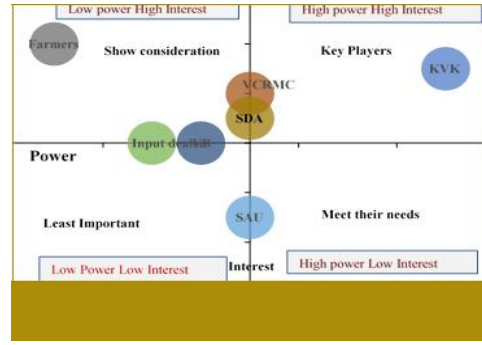 Low power High Interest
High power High Interest
Farmers
Show consideration
Key Players
KVK
VCRMC
SDA
Input
Power
SAU
Least Important
Meet their needs
Low Power Low Interest
Interest
High power Low Interest